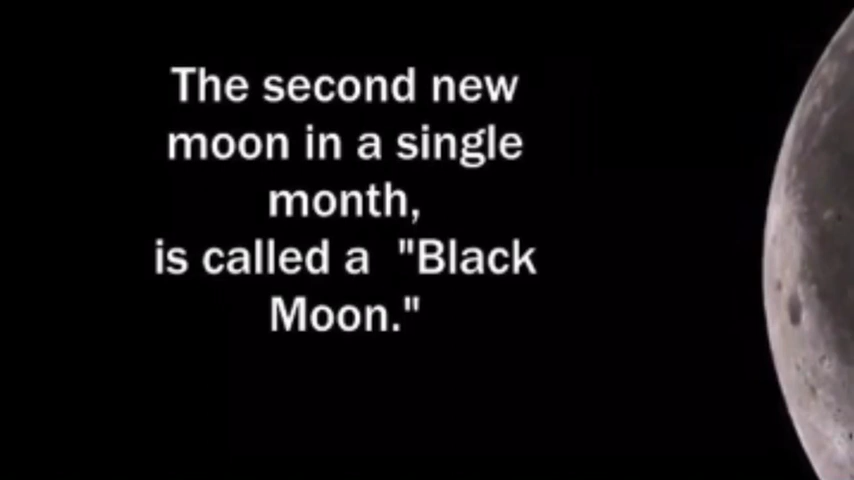 The second new
moon in a single
month,
is called a  "Black
Moon."